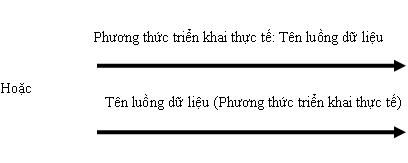 Phương thức triển khai thực tế: Tên luồng dữ liệu
Hoặc
Tên luồng dữ liệu (Phương thức triển khai thực tế)